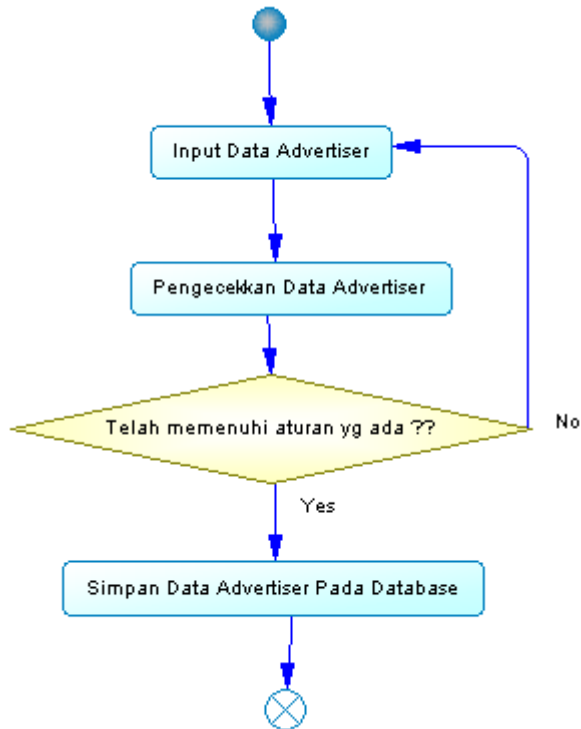 Input Data Advertiser
Pengecekkan Data Advertiser
Telah memenuhi aturan yg ada ??
No
Yes
Simpan Data Advertiser Pada Database